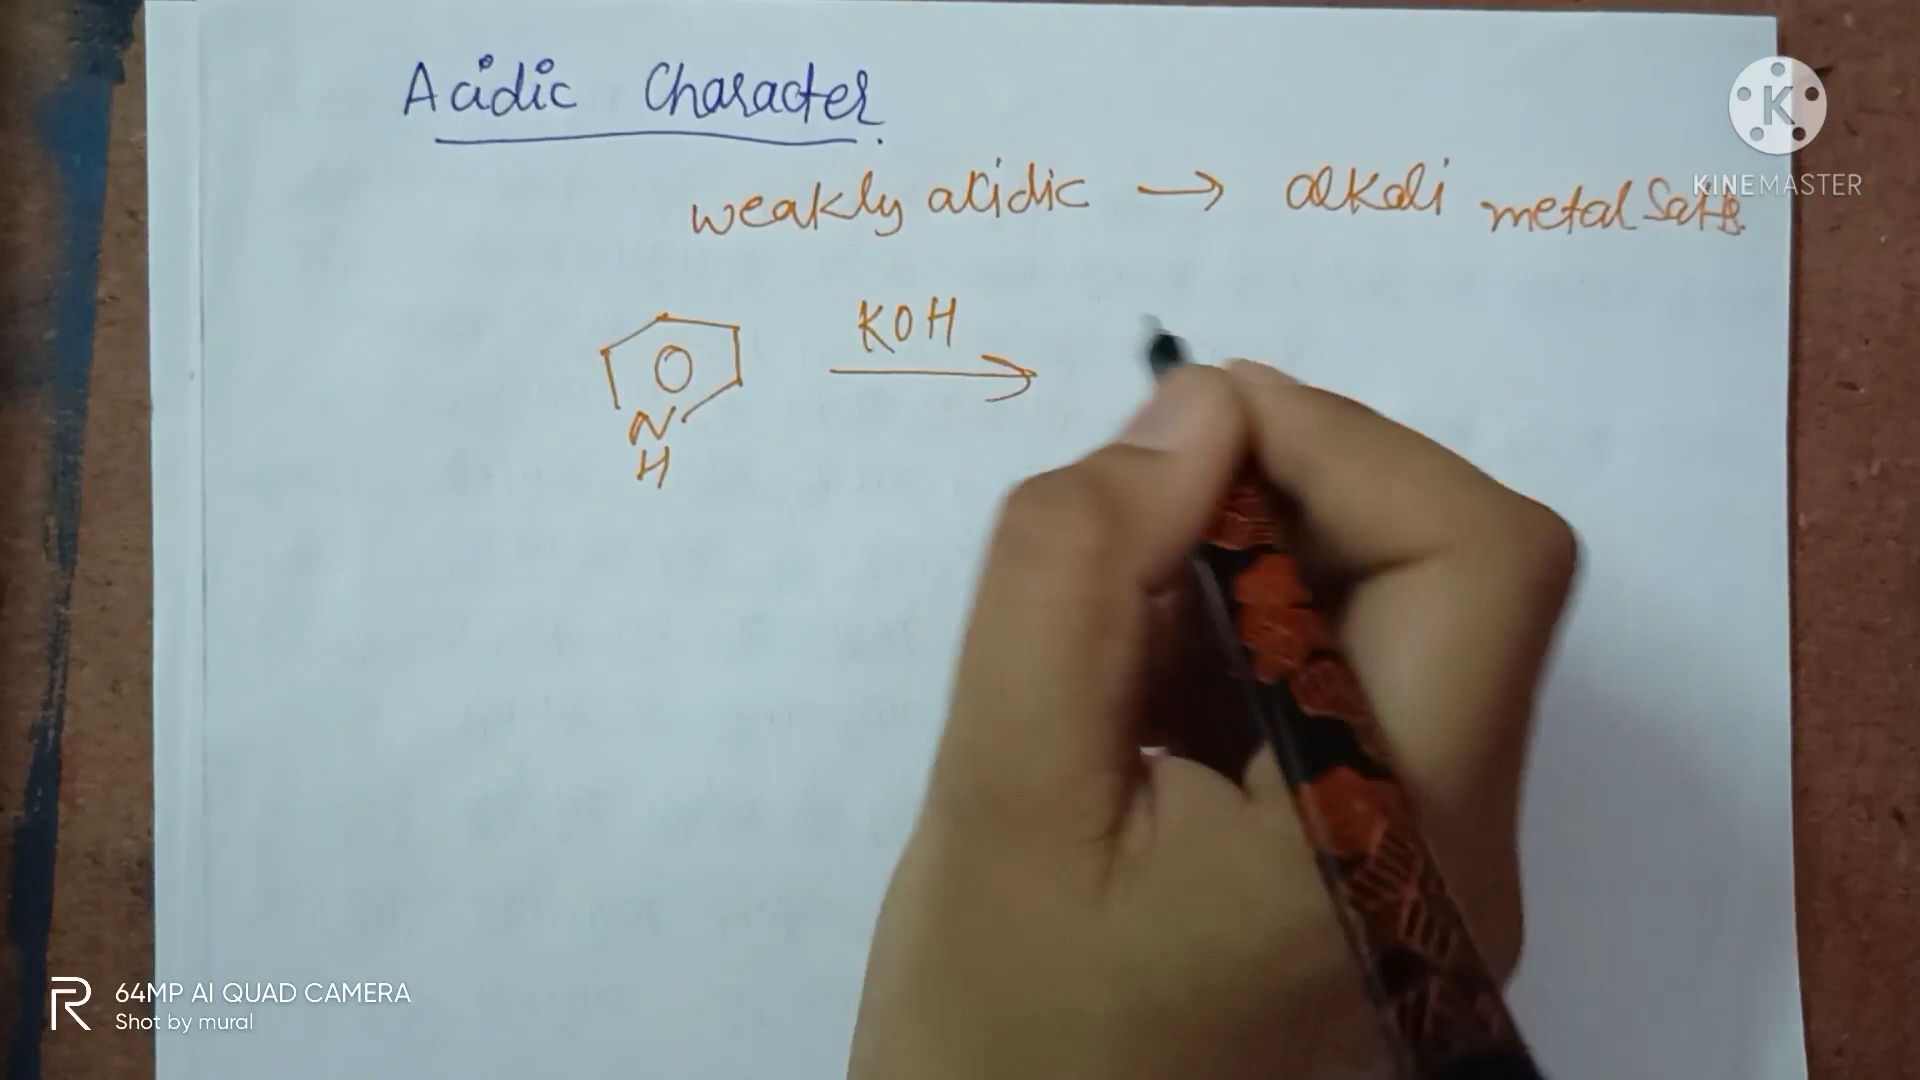 Acidic Character.
weakly acidic → alkali metal Salts.
KOH
N
H
K
KINEMASTER
R
64MP AI QUAD CAMERA
Shot by mural